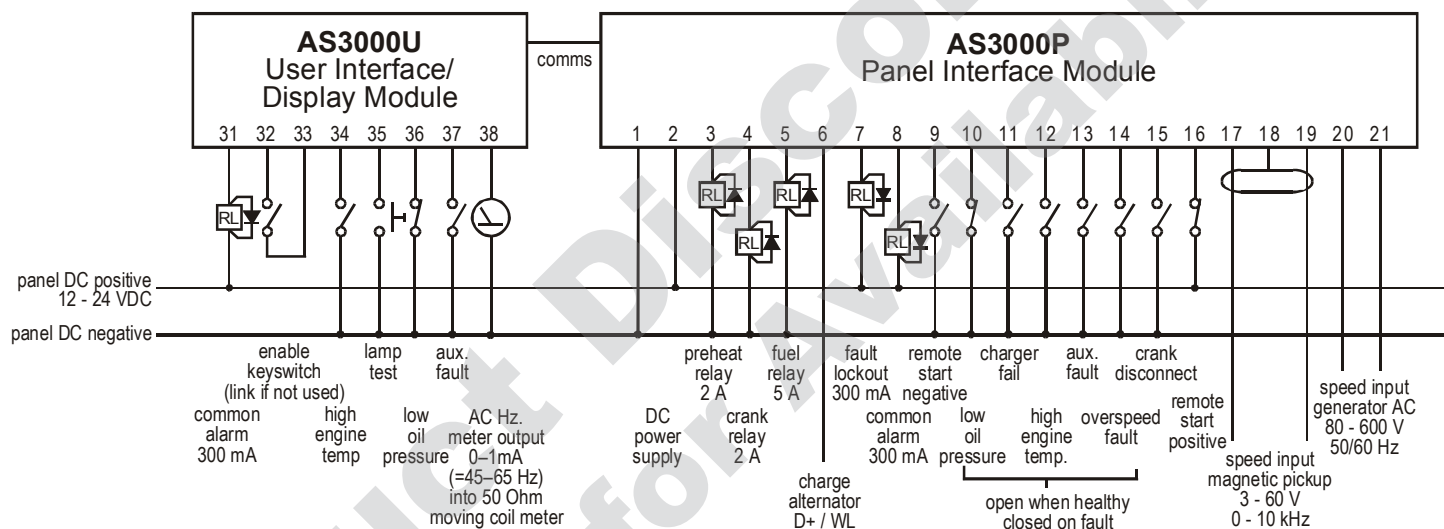 AS3000U
User Interface/
Display Module
comms
AS3000P
Panel Interface Module
31 32 33 34 35 36 37 38
1 2 3 4 5 6 7 8 9 10 11 12 13 14 15 16 17 18 19 20 21
RL
RL
RL
RL
RL
RL
panel DC positive
12 - 24 VDC
panel DC negative
enable
keyswitch
(link if not used)
lamp
test
aux.
fault
common
alarm
300 mA
high
engine
temp
low
oil
pressure
AC Hz.
meter output
0–1mA
(=45–65 Hz)
into 50 Ohm
moving coil meter
preheat
relay
2 A
fuel
relay
5 A
fault
lockout
300 mA
remote
start
negative
charger
fail
aux.
fault
crank
disconnect
DC
power
supply
crank
relay
2 A
charge
alternator
D+ / WL
common
alarm
300 mA
low
oil
pressure
high
engine
temp.
overspeed
fault
open when healthy
closed on fault
remote
start
positive
speed input
magnetic pickup
3 - 60 V
0 - 10 kHz
speed input
generator AC
80 - 600 V
50/60 Hz